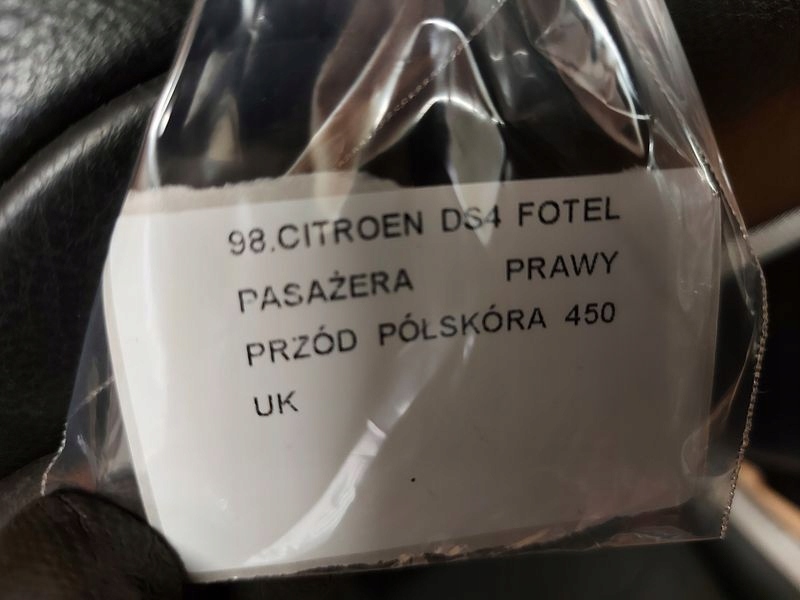 98.CITROEN DS4 FOTEL
PASAŻERA PRAWY
PRZÓD PÓŁSKÓRA 450
UK